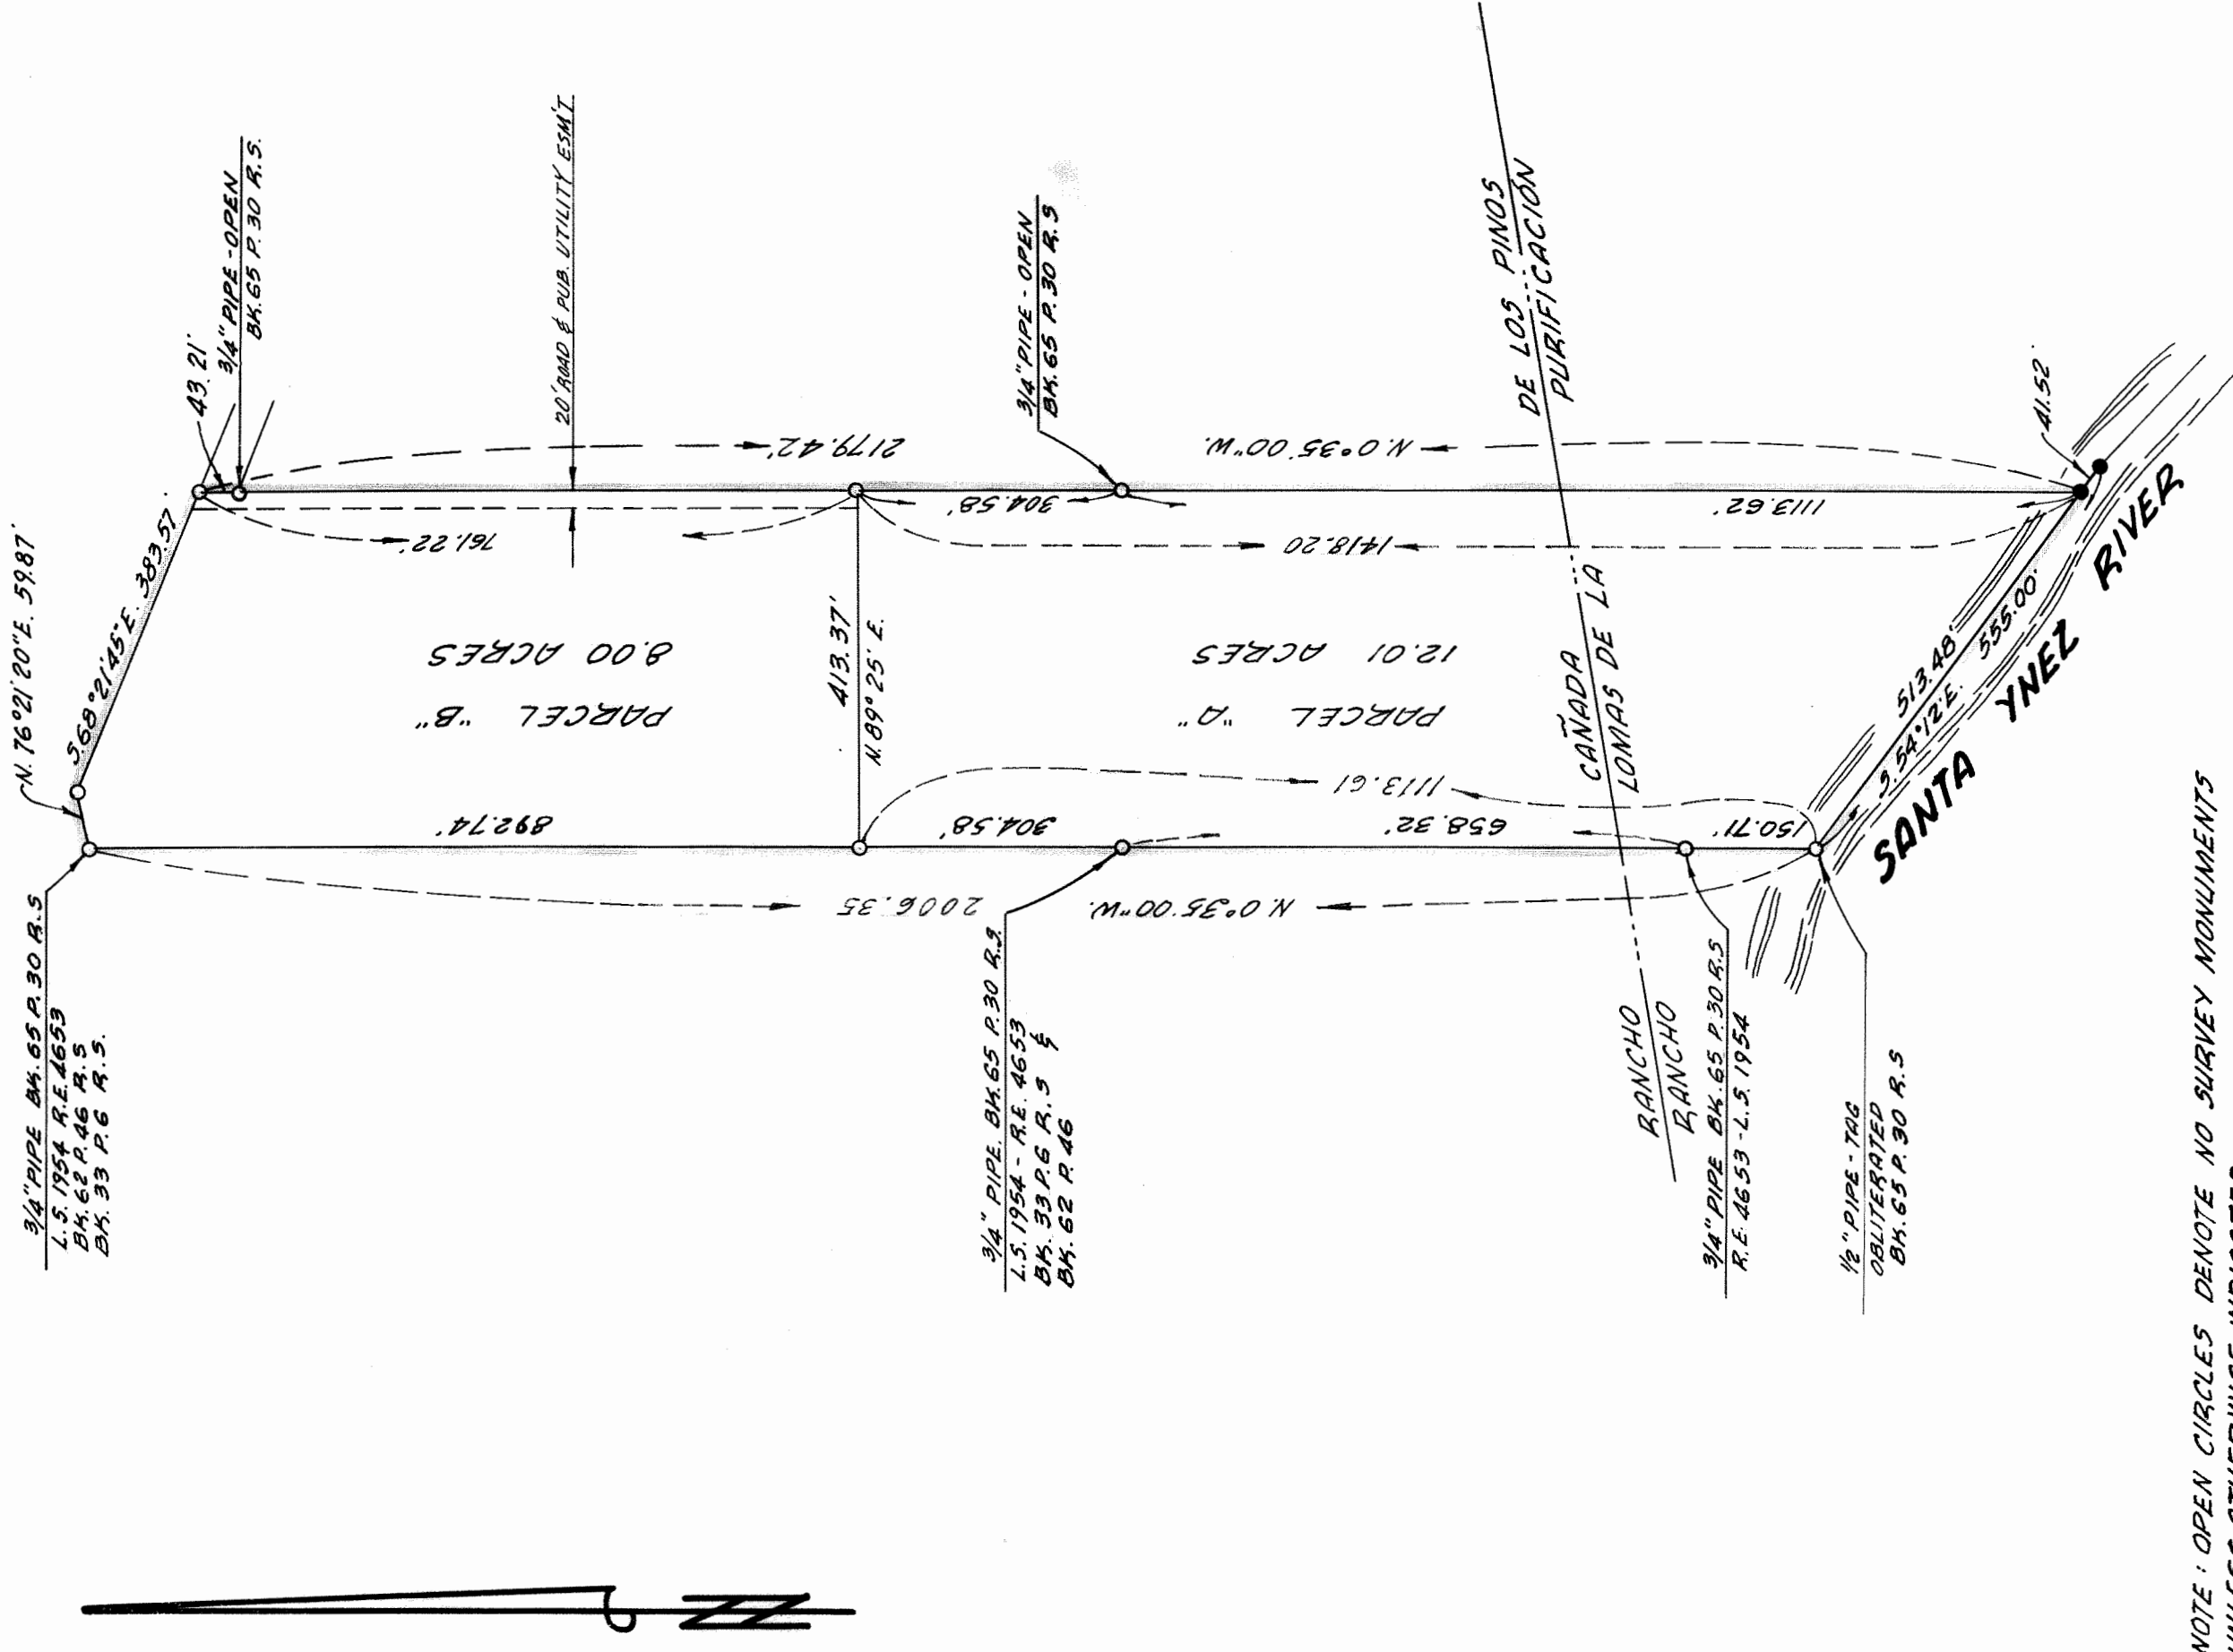 N. 76°21'20"E. 59.87'
S.68°21'45"E. 383.57'
43.21'
3/4" PIPE - OPEN
BK.65 P.30 R.S.
20' ROAD & PUB. UTILITY ESM'T
3/4" PIPE BK.65 P.30 R.S
L.S. 1954 R.E. 4653
BK.62 P.46 R.S
BK.33 P.6 R.S.
892.74'
PARCEL "B"
8.00 ACRES
761.22'
2179.42'
413.37'
N.89°25' E.
3/4" PIPE - OPEN
BK.65 P.30 R.S
2006.35
304.58'
304.58'
3/4" PIPE. BK.65 P.30 R.S.
L.S. 1954 - R.E. 4653
BK. 33 P.6 R.S &
BK. 62 P.46
N. 0°35'00"W.
1113.61
PARCEL "A"
12.01 ACRES
1418.20
N. 0°35'00"W.
658.32'
1113.62'
RANCHO CAÑADA DE LOS PINOS
RANCHO LOMAS DE LA PURIFICACIÓN
3/4" PIPE BK.65 P.30 R.S
R.E. 4653 - L.S. 1954
150.71'
1/2" PIPE - TAG
OBLITERATED
BK.65 P.30 R.S
513.48'
S.54°12'E. 555.00'
41.52'
SANTA YNEZ RIVER
NOTE: OPEN CIRCLES DENOTE NO SURVEY MONUMENTS
N